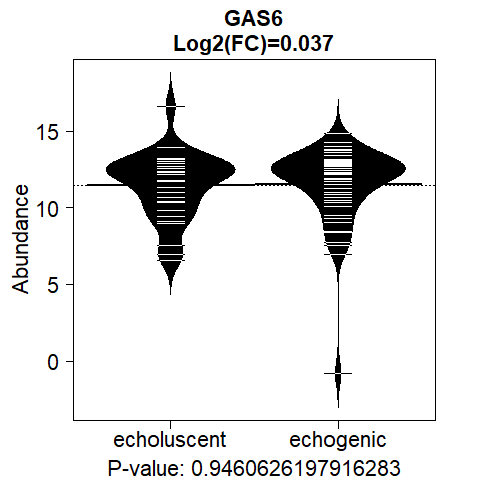 GAS6
Log2(FC)=0.037
Abundance
15
10
5
0
echoluscent echogenic
P-value: 0.9460626197916283